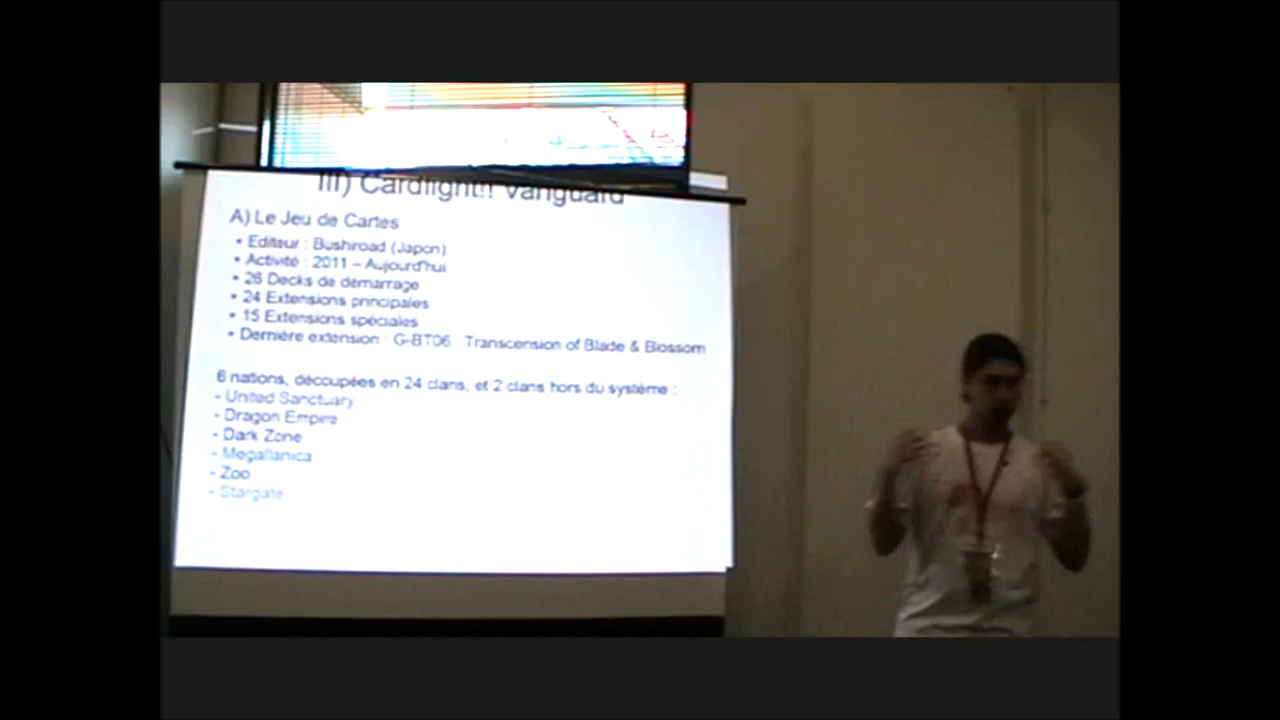 III) Cardfight!! Vanguard
A) Le Jeu de Cartes
• Editeur : Bushiroad (Japon)
• Activité : 2011 – Aujourd'hui
• 26 Decks de démarrage
• 24 Extensions principales
• 15 Extensions spéciales
• Dernière extension : G-BT06 Transcension of Blade & Blossom
6 nations, découpées en 24 clans, et 2 clans hors du système :
- United Sanctuary
- Dragon Empire
- Dark Zone
- Megallanica
- Zoo
- Stargate